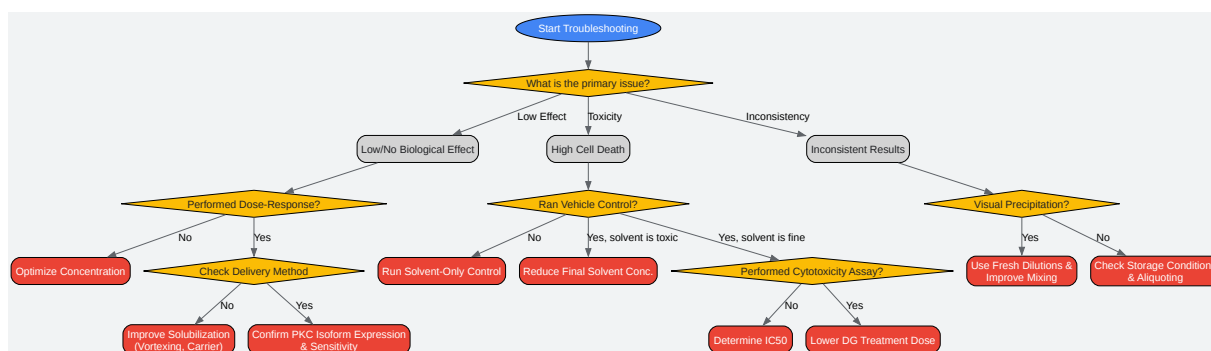 Start Troubleshooting
What is the primary issue?
Low Effect
Toxicity
Inconsistency
Low/No Biological Effect
High Cell Death
Inconsistent Results
Performed Dose-Response?
Ran Vehicle Control?
Visual Precipitation?
No
Yes
No
Yes, solvent is toxic
Yes, solvent is fine
Yes
No
Optimize Concentration
Check Delivery Method
Run Solvent-Only Control
Reduce Final Solvent Conc.
Performed Cytotoxicity Assay?
Use Fresh Dilutions &
Improve Mixing
Check Storage Condition
& Aliquoting
No
Yes
No
Yes
Improve Solubilization
(Vortexing, Carrier)
Confirm PKC Isoform Expression
& Sensitivity
Determine IC50
Lower DG Treatment Dose